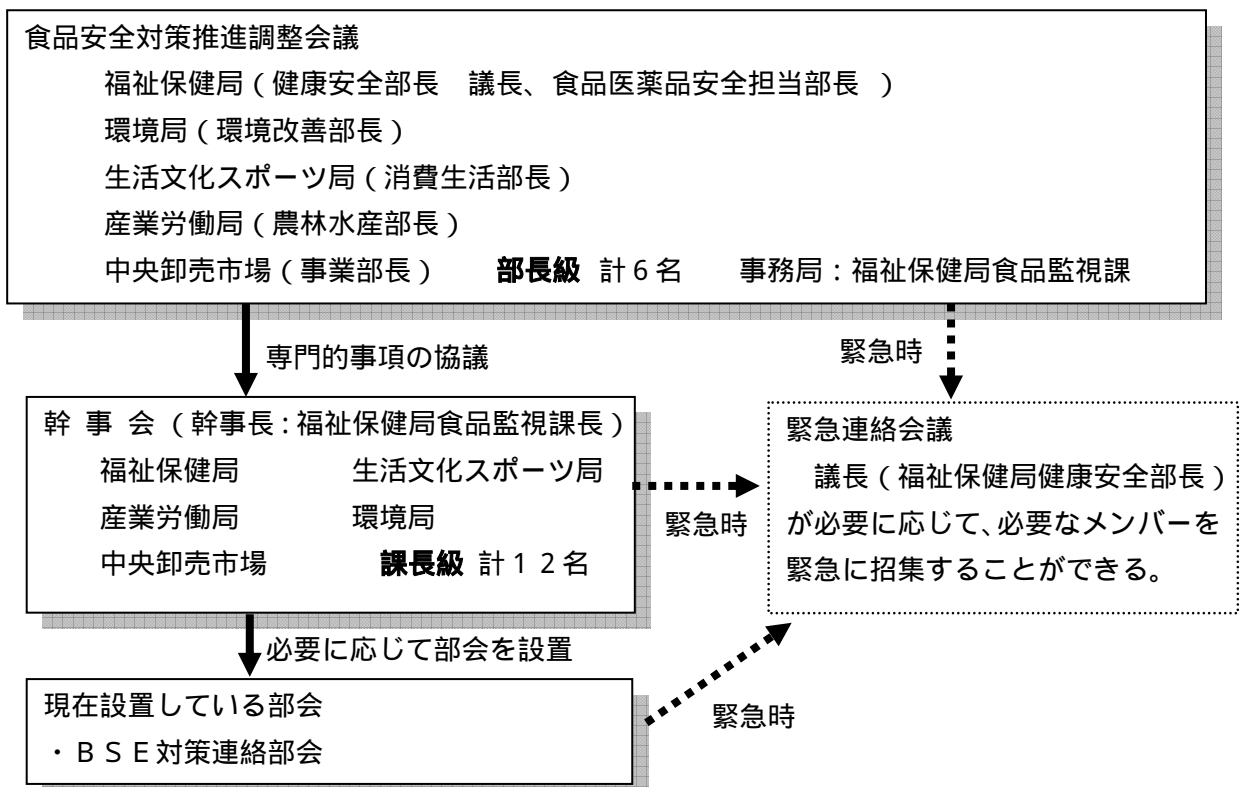 食品安全対策推進調整会議
福祉保健局(健康安全部長　議長、食品医薬品安全担当部長　)
環境局(環境改善部長)
生活文化スポーツ局(消費生活部長)
産業労働局(農林水産部長)
中央卸売市場(事業部長)　部長級 計6名　事務局:福祉保健局食品監視課
専門的事項の協議
緊急時
幹 事 会 (幹事長:福祉保健局食品監視課長)
福祉保健局　生活文化スポーツ局
産業労働局　環境局
中央卸売市場　課長級 計12名
緊急時
緊急連絡会議
議長(福祉保健局健康安全部長)
が必要に応じて、必要なメンバーを
緊急に招集することができる。
必要に応じて部会を設置
現在設置している部会
・BSE対策連絡部会
緊急時